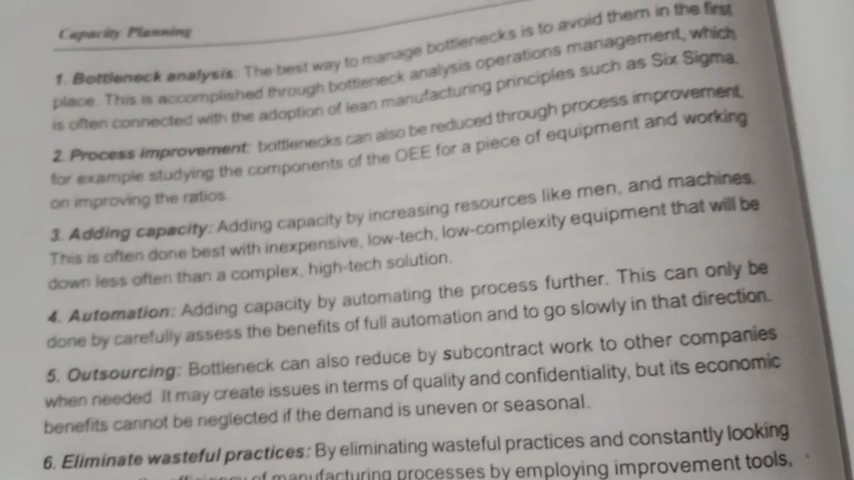 Capacity Planning
1. Bottleneck analysis: The best way to manage bottlenecks is to avoid them in the first
place. This is accomplished through bottleneck analysis operations management, which
is often connected with the adoption of lean manufacturing principles such as Six Sigma.
2. Process improvement: bottlenecks can also be reduced through process improvement,
for example studying the components of the OEE for a piece of equipment and working
on improving the ratios.
3. Adding capacity: Adding capacity by increasing resources like men, and machines.
This is often done best with inexpensive, low-tech, low-complexity equipment that will be
down less often than a complex, high-tech solution.
4. Automation: Adding capacity by automating the process further. This can only be
done by carefully assess the benefits of full automation and to go slowly in that direction.
5. Outsourcing: Bottleneck can also reduce by subcontract work to other companies
when needed. It may create issues in terms of quality and confidentiality, but its economic
benefits cannot be neglected if the demand is uneven or seasonal.
6. Eliminate wasteful practices: By eliminating wasteful practices and constantly looking
of manufacturing processes by employing improvement tools,